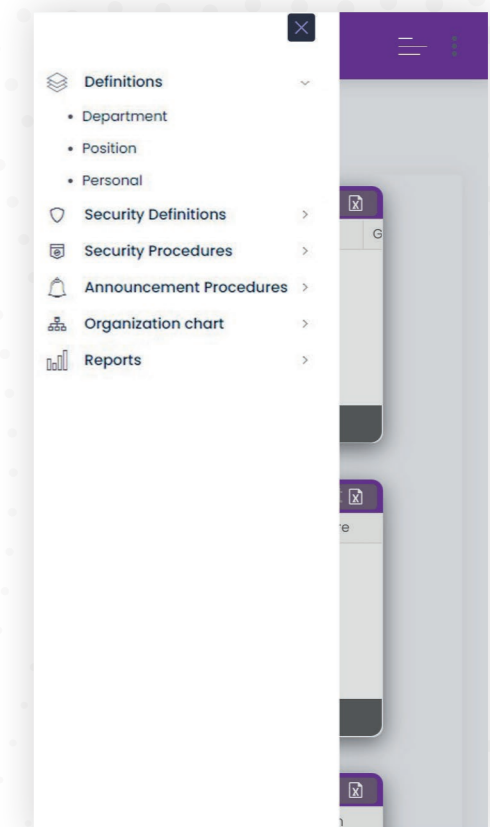 Definitions
Department
Position
Personal
Security Definitions
Security Procedures
Announcement Procedures
Organization chart
Reports
G